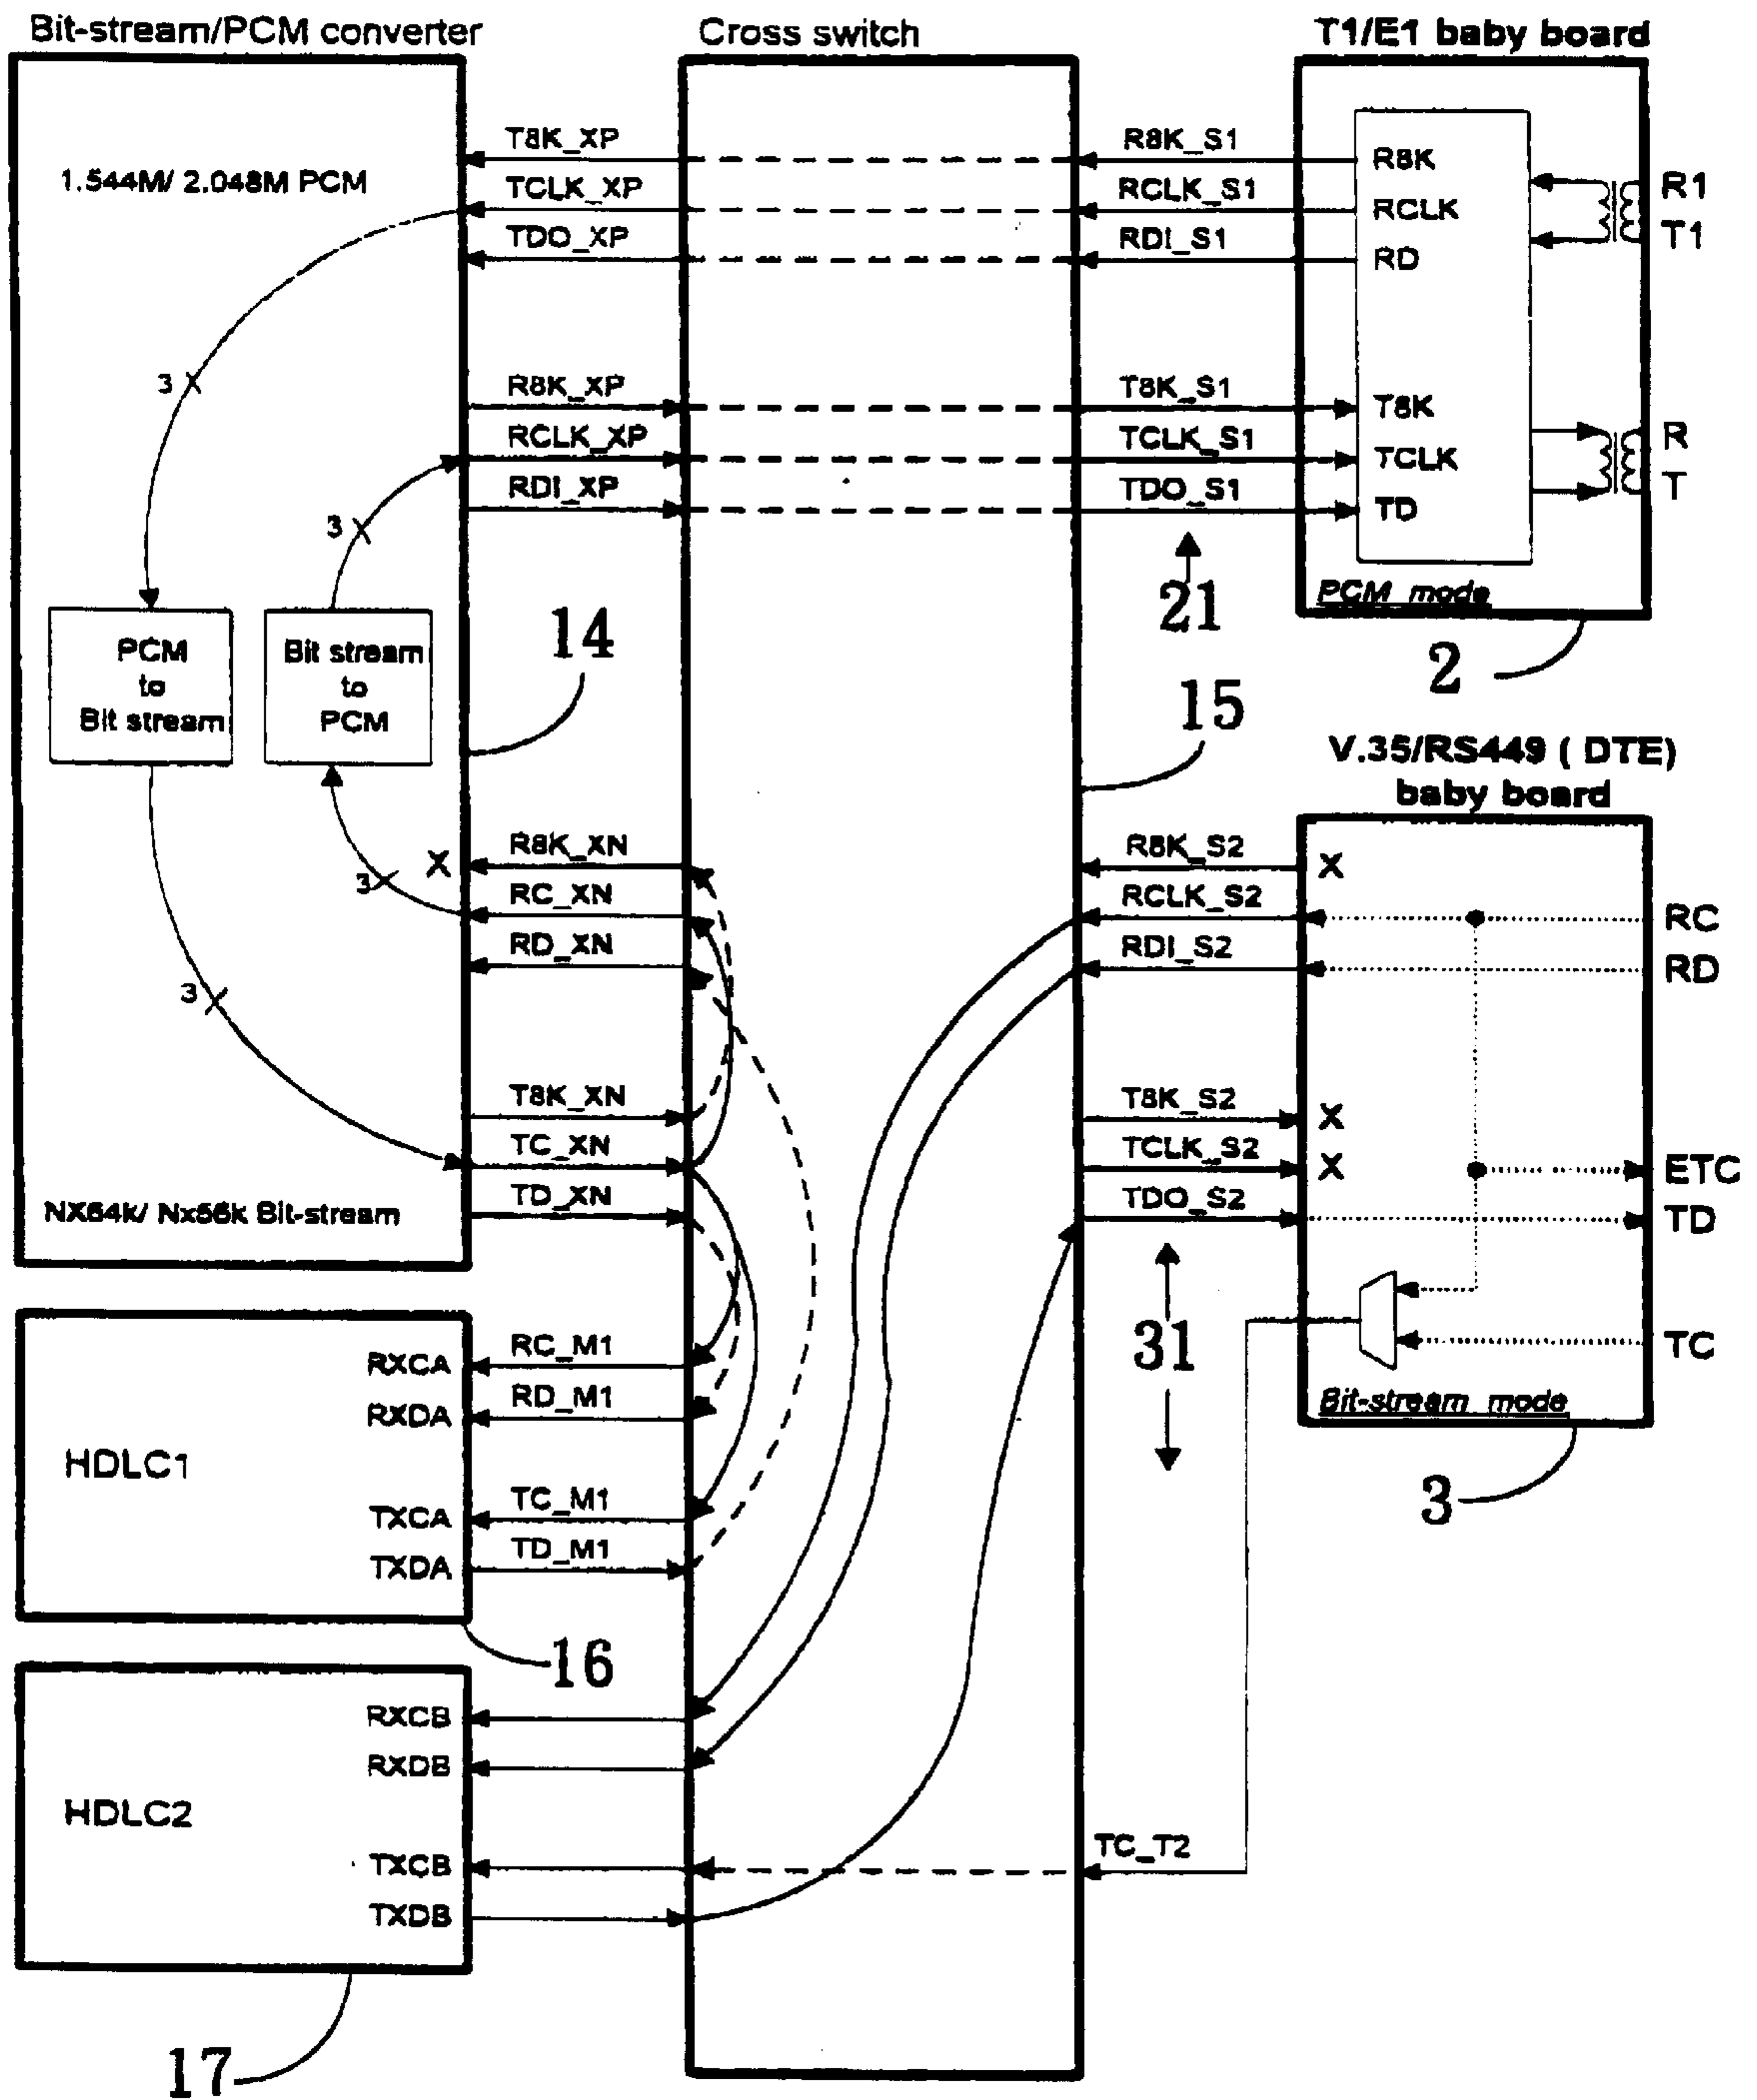 Bit-stream/PCM converter
Cross switch
T1/E1 baby board
1.544M/ 2.048M PCM
T8K_XP
TCLK_XP
TDO_XP
R8K_S1
RCLK_S1
RDI_S1
R8K
RCLK
RD
R1
T1
3
R8K_XP
RCLK_XP
RDI_XP
T8K_S1
TCLK_S1
TDO_S1
T8K
TCLK
TD
R
T
3
21
PCM mode
2
PCM
to
Bit stream
Bit stream
to
PCM
14
15
V.35/RS449 ( DTE)
baby board
X
R8K_XN
RC_XN
RD_XN
3
R8K_S2
RCLK_S2
RDI_S2
X
RC
RD
3
T8K_XN
TC_XN
TD_XN
T8K_S2
TCLK_S2
TDO_S2
X
X
ETC
TD
NX64k/ Nx56k Bit-stream
31
TC
Bit-stream mode
3
RXCA
RXDA
HDLC1
TXCA
TXDA
RC_M1
RD_M1
TC_M1
TD_M1
16
RXCB
RXDB
HDLC2
TXCB
TXDB
TC_T2
17